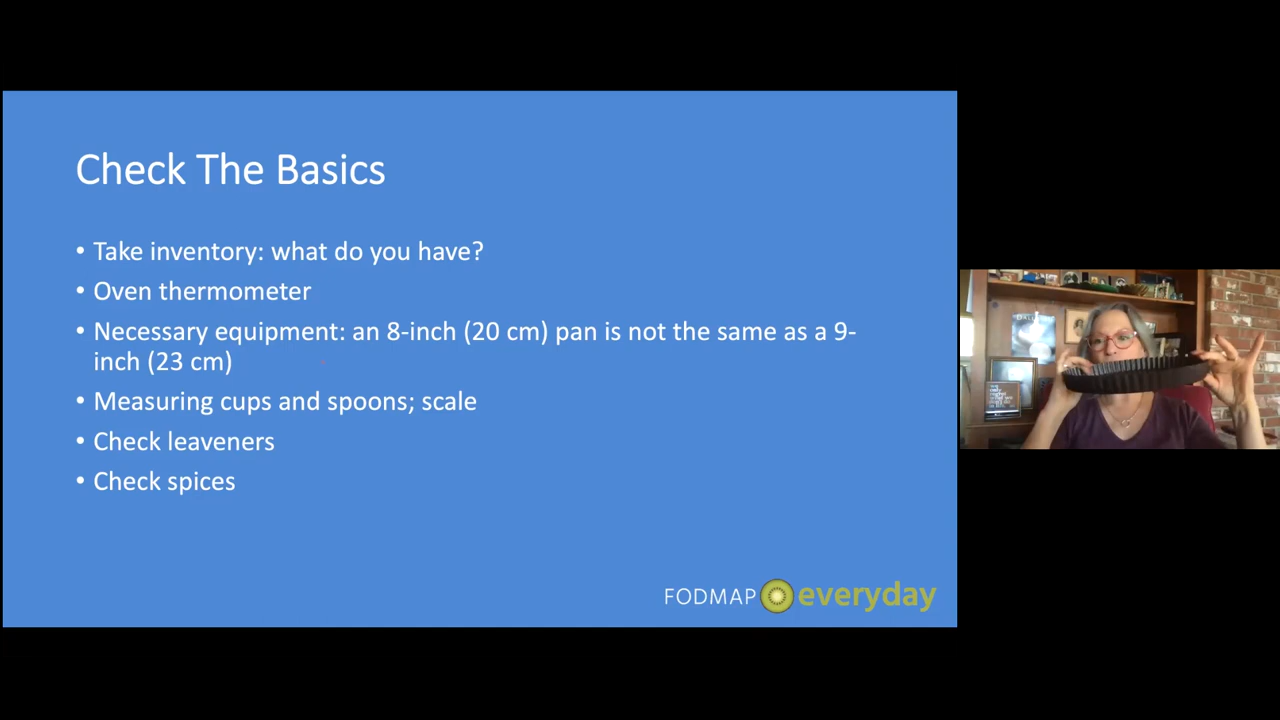 Check The Basics
• Take inventory: what do you have?
• Oven thermometer
• Necessary equipment: an 8-inch (20 cm) pan is not the same as a 9-
inch (23 cm)
• Measuring cups and spoons; scale
• Check leaveners
• Check spices
FODMAP everyday